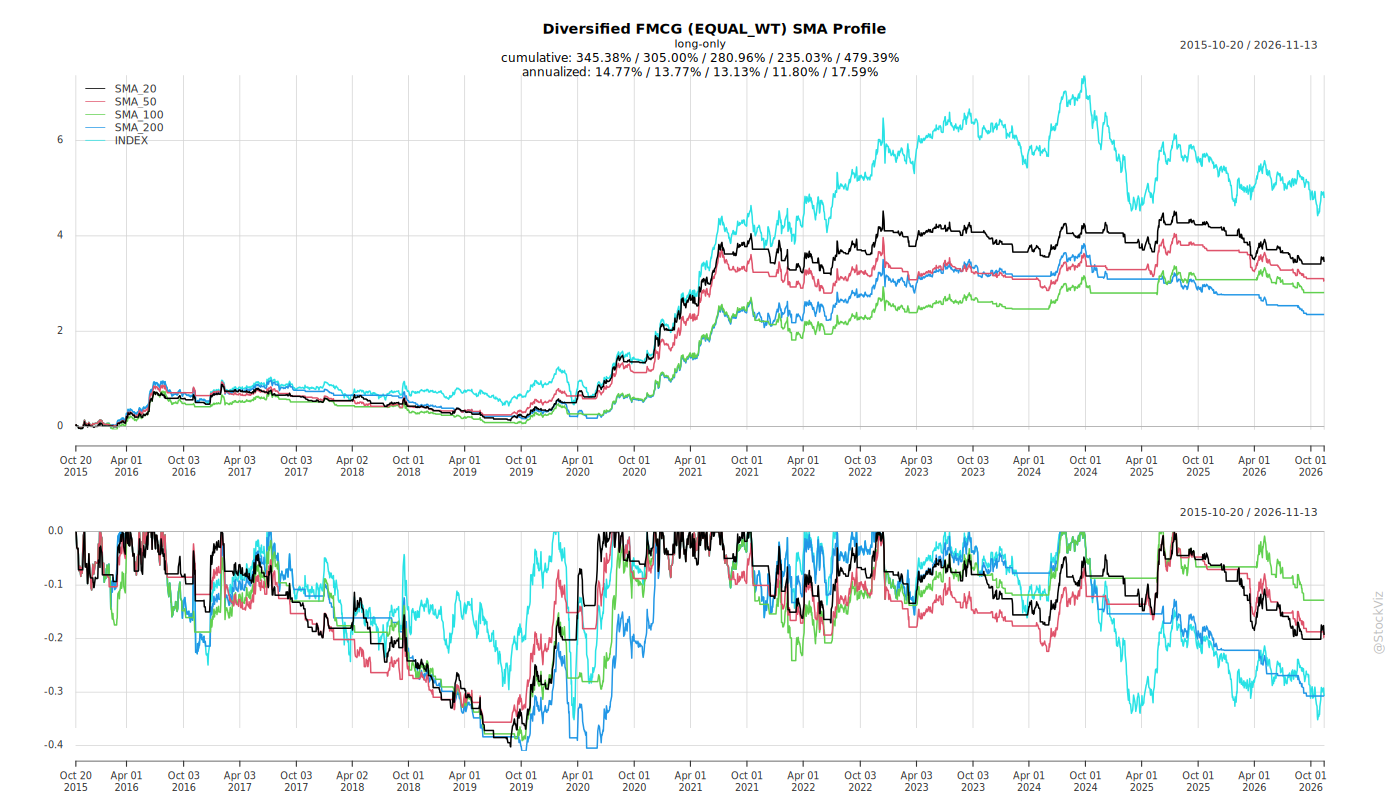 Diversified FMCG (EQUAL_WT) SMA Profile
long-only
2015-10-20 / 2026-11-13
cumulative: 345.38% / 305.00% / 280.96% / 235.03% / 479.39%
annualized: 14.77% / 13.77% / 13.13% / 11.80% / 17.59%
SMA_20
SMA_50
SMA_100
SMA_200
INDEX
6
4
2
0
Oct 20 Apr 01 Oct 03 Apr 03 Oct 03 Apr 02 Oct 01 Apr 01 Oct 01 Apr 01 Oct 01 Apr 01 Oct 01 Apr 01 Oct 03 Apr 03 Oct 03 Apr 01 Oct 01 Apr 01 Oct 01 Apr 01 Oct 01
2015 2016 2016 2017 2017 2018 2018 2019 2019 2020 2020 2021 2021 2022 2022 2023 2023 2024 2024 2025 2025 2026 2026
2015-10-20 / 2026-11-13
0.0
-0.1
-0.2
-0.3
-0.4
Oct 20 Apr 01 Oct 03 Apr 03 Oct 03 Apr 02 Oct 01 Apr 01 Oct 01 Apr 01 Oct 01 Apr 01 Oct 01 Apr 01 Oct 03 Apr 03 Oct 03 Apr 01 Oct 01 Apr 01 Oct 01 Apr 01 Oct 01
2015 2016 2016 2017 2017 2018 2018 2019 2019 2020 2020 2021 2021 2022 2022 2023 2023 2024 2024 2025 2025 2026 2026
@StockViz